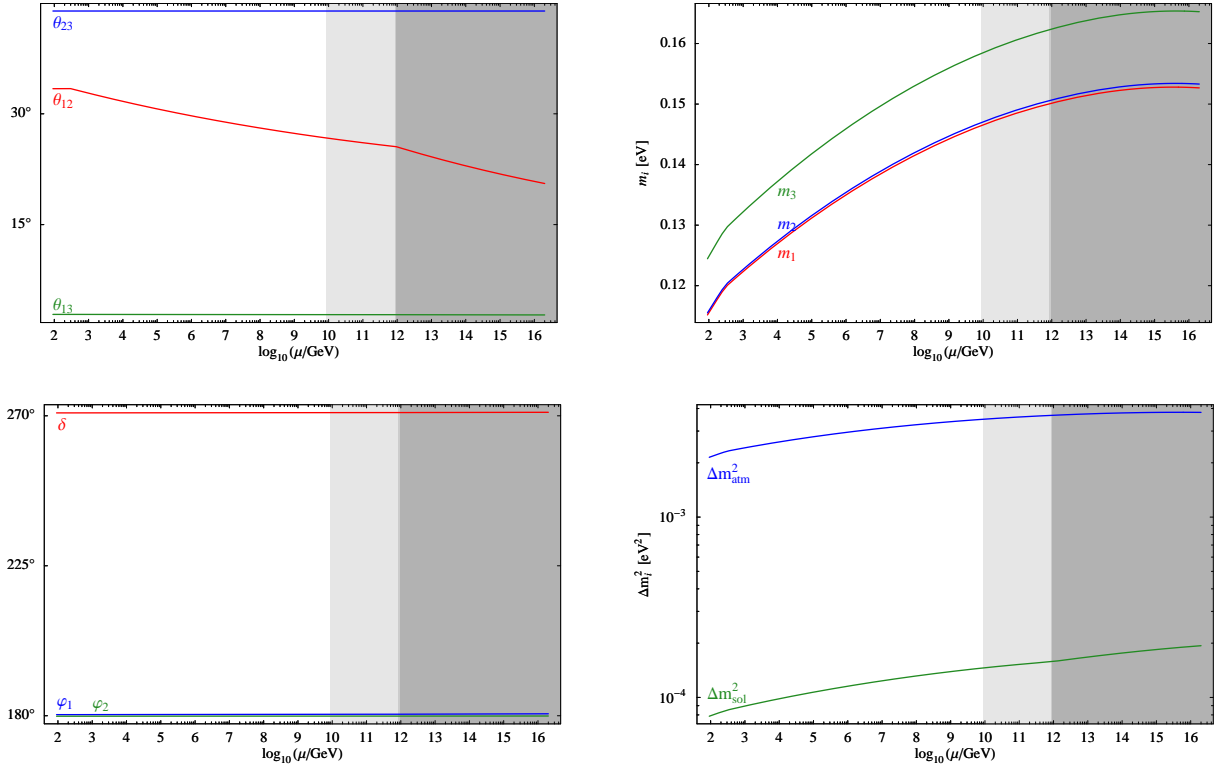 θ₂₃
θ₁₂
θ₁₃
30°
15°
2 3 4 5 6 7 8 9 10 11 12 13 14 15 16
log₁₀(μ/GeV)
0.16
0.15
0.14
0.13
0.12
mᵢ [eV]
m₃
m₂
m₁
2 3 4 5 6 7 8 9 10 11 12 13 14 15 16
log₁₀(μ/GeV)
270°
225°
180°
δ
φ₁ φ₂
2 3 4 5 6 7 8 9 10 11 12 13 14 15 16
log₁₀(μ/GeV)
10⁻³
10⁻⁴
Δmᵢ² [eV²]
Δm²atm
Δm²sol
2 3 4 5 6 7 8 9 10 11 12 13 14 15 16
log₁₀(μ/GeV)